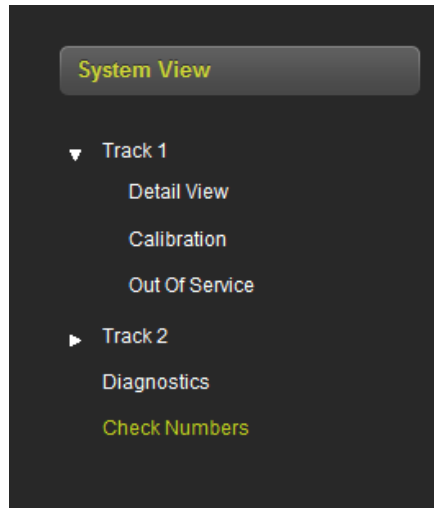 System View
Track 1
Detail View
Calibration
Out Of Service
Track 2
Diagnostics
Check Numbers